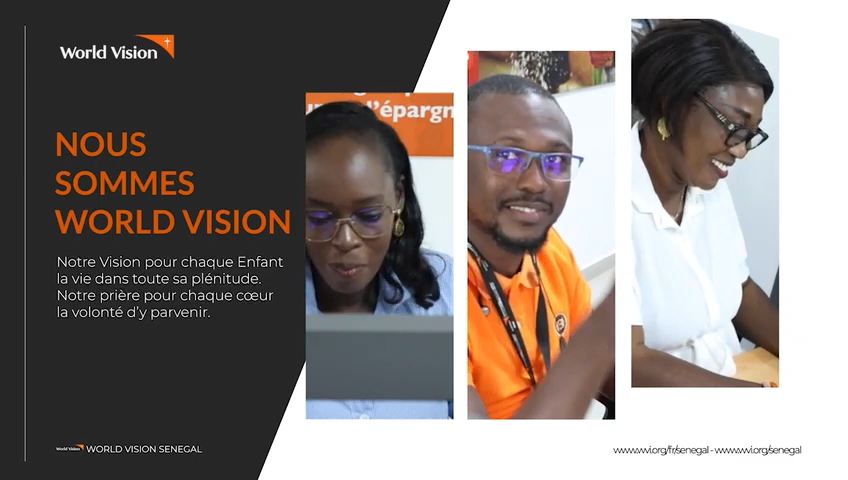 World Vision
NOUS
SOMMES
WORLD VISION
Notre Vision pour chaque Enfant
la vie dans toute sa plénitude.
Notre prière pour chaque cœur
la volonté d'y parvenir.
d'épargn
World Vision WORLD VISION SENEGAL
www.wvi.org/fr/senegal - www.wvi.org/senegal